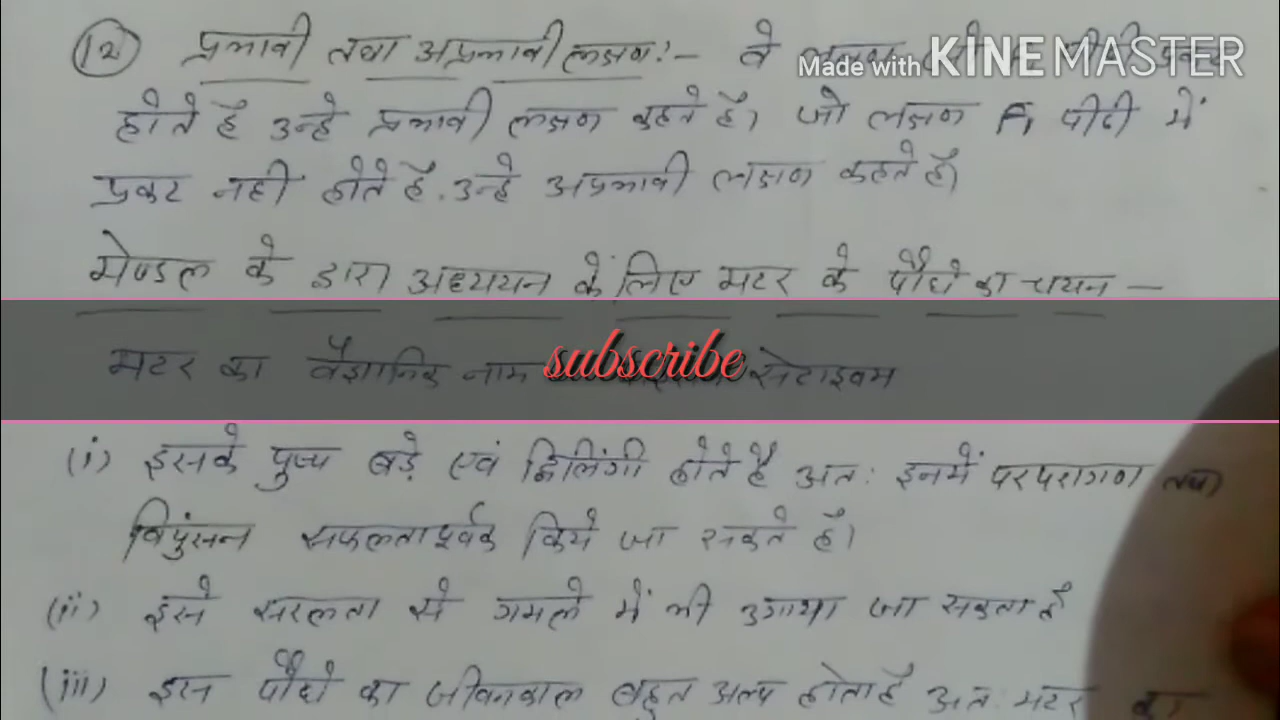 (12) प्रभावी तथा अप्रभावी लक्षण:- वे
Made with KINEMASTER
होते है उन्हे प्रभावी लक्षण कहते है। जो लक्षण F₁ पीढी में
प्रकट नही होते है. उन्हे अप्रभावी लक्षण कहते है।
मेण्डल के द्वारा अध्ययन के लिए मटर के पौधे का चयन —
मटर का वैज्ञानिक नाम सेटाइवम
subscribe
(i) इसके पुष्प बड़े एवं द्विलिंगी होते है अत: इनमें परपरागण तथा
विपुंसन सफलतापूर्वक किये जा सकते है।
(ii) इसे सरलता से गमले में भी उगाया जा सकता है
(iii) इस पौधे का जीवनकाल बहुत अल्प होता है अत: मटर का